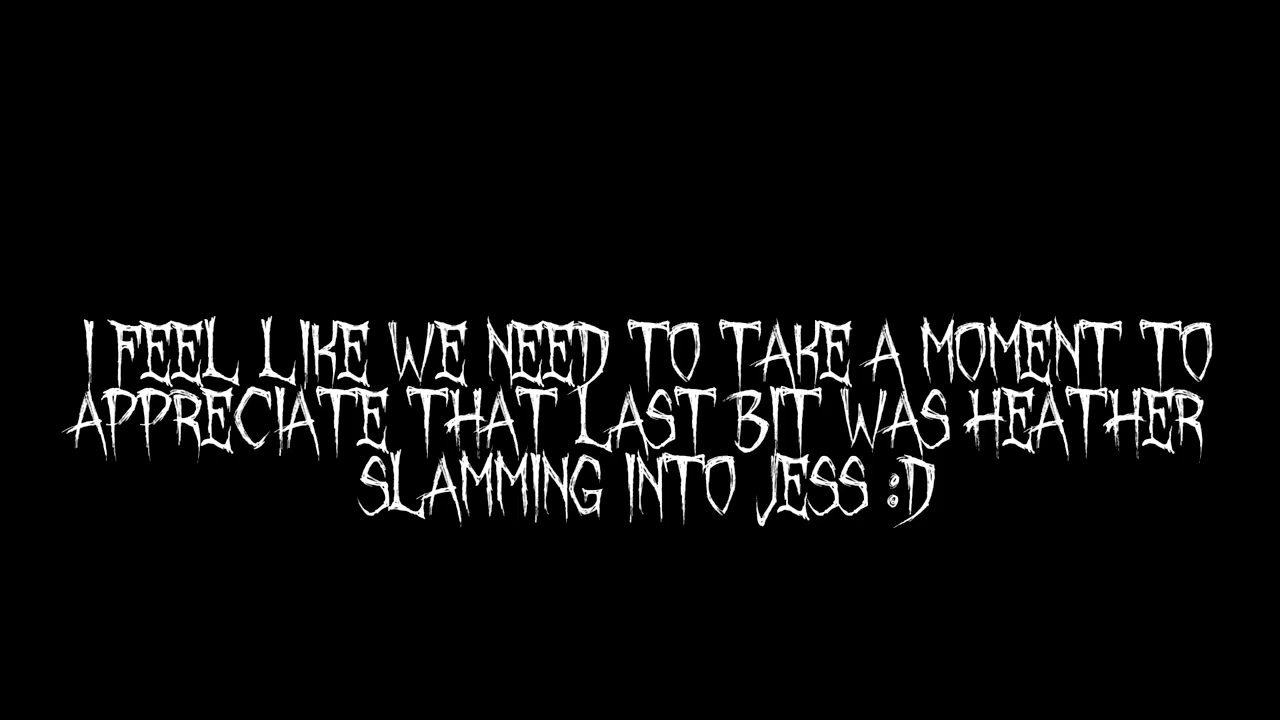 I FEEL LIKE WE NEED TO TAKE A MOMENT TO
APPRECIATE THAT LAST BIT WAS HEATHER
SLAMMING INTO JESS :D